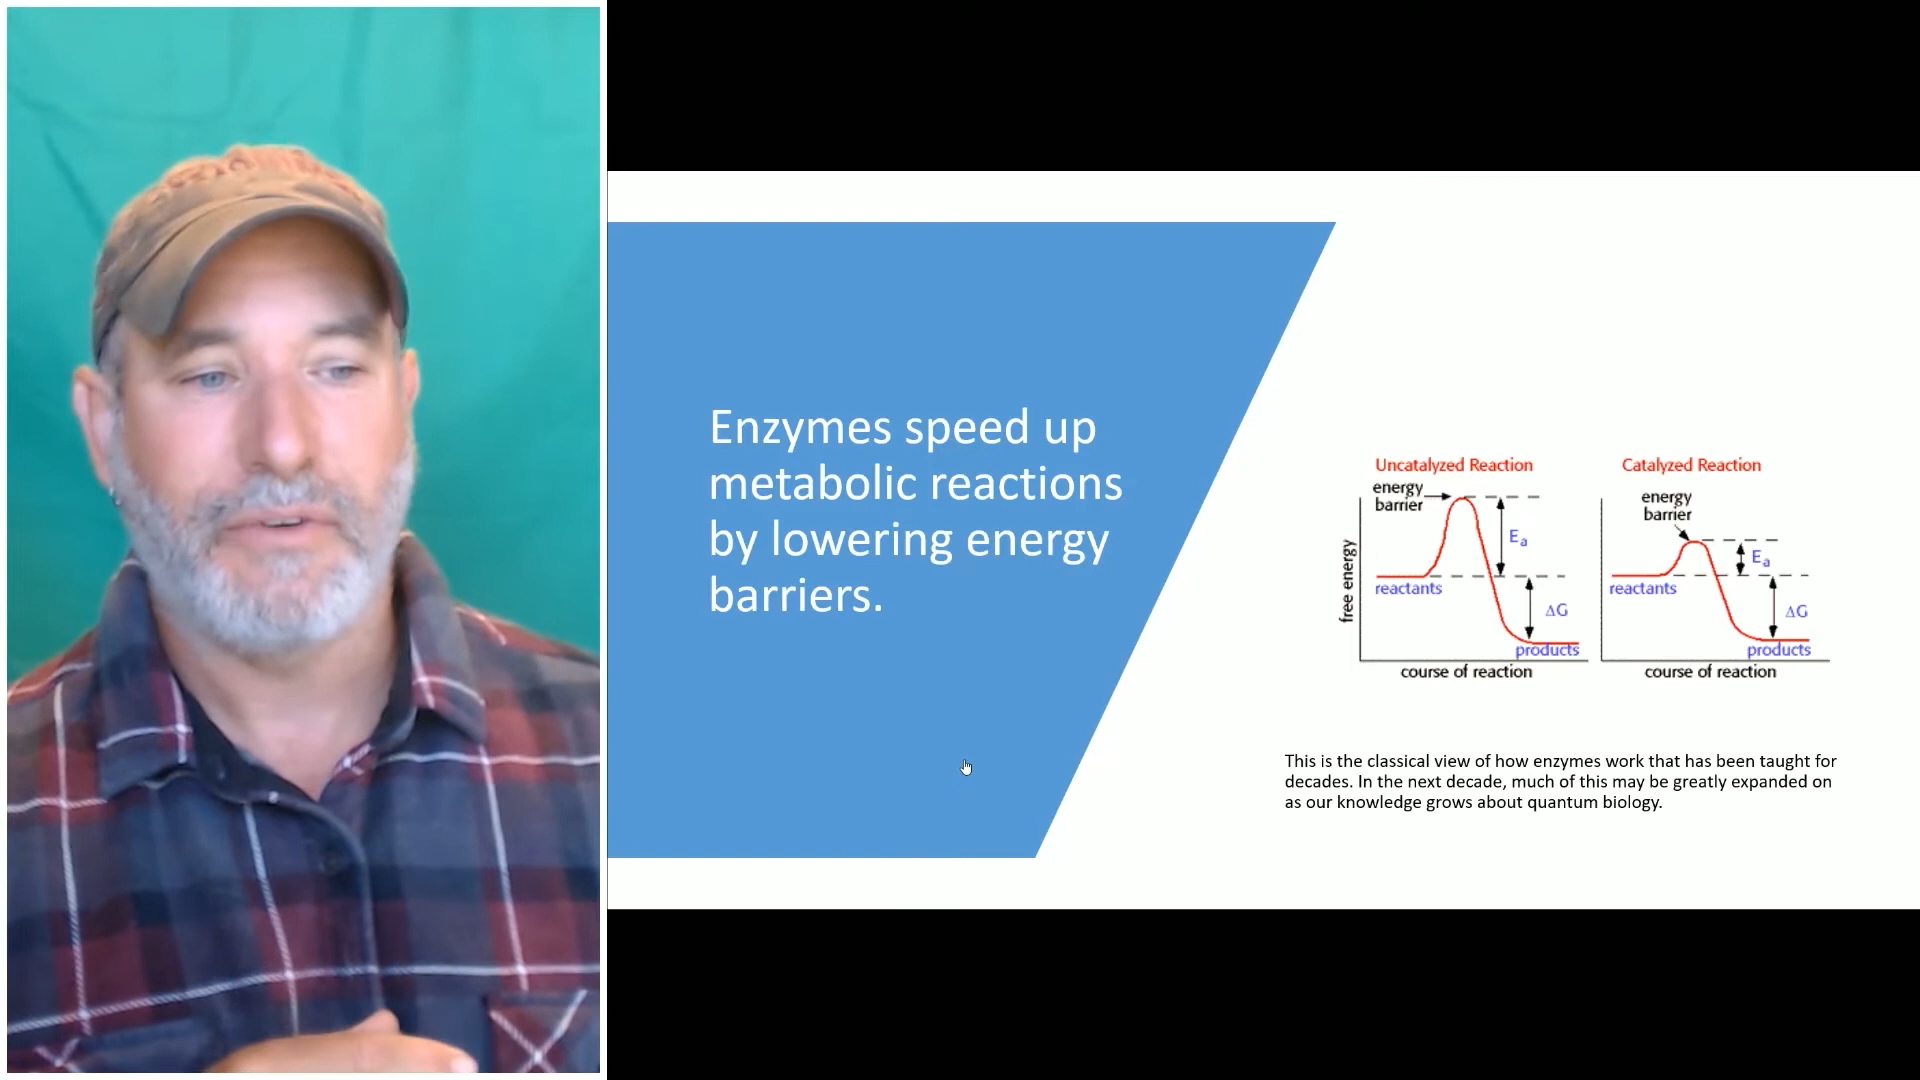 Enzymes speed up
metabolic reactions
by lowering energy
barriers.
Uncatalyzed Reaction
energy
barrier
Ea
free energy
reactants
ΔG
products
course of reaction
Catalyzed Reaction
energy
barrier
Ea
reactants
ΔG
products
course of reaction
This is the classical view of how enzymes work that has been taught for
decades. In the next decade, much of this may be greatly expanded on
as our knowledge grows about quantum biology.